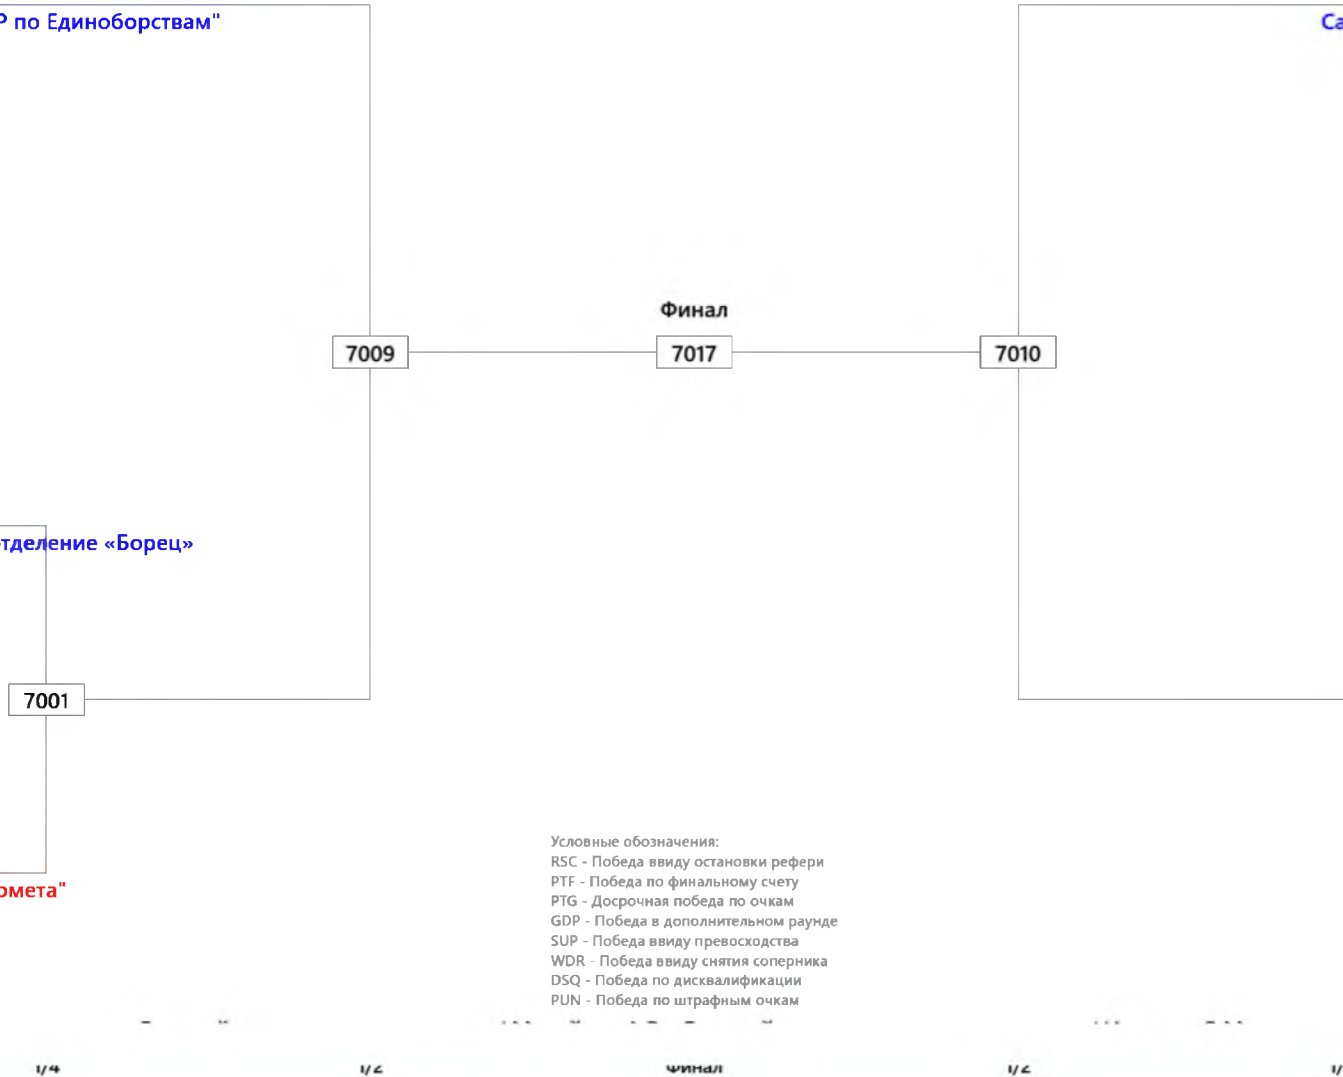 по Единоборствам"
Финал
7009
7017
7010
«Борец»
7001
Условные обозначения:
RSC - Победа ввиду остановки рефери
PTF - Победа по финальному счету
PTG - Досрочная победа по очкам
GDP - Победа в дополнительном раунде
SUP - Победа ввиду превосходства
WDR - Победа ввиду снятия соперника
DSQ - Победа по дисквалификации
PUN - Победа по штрафным очкам
1/4 1/2 Финал 1/2